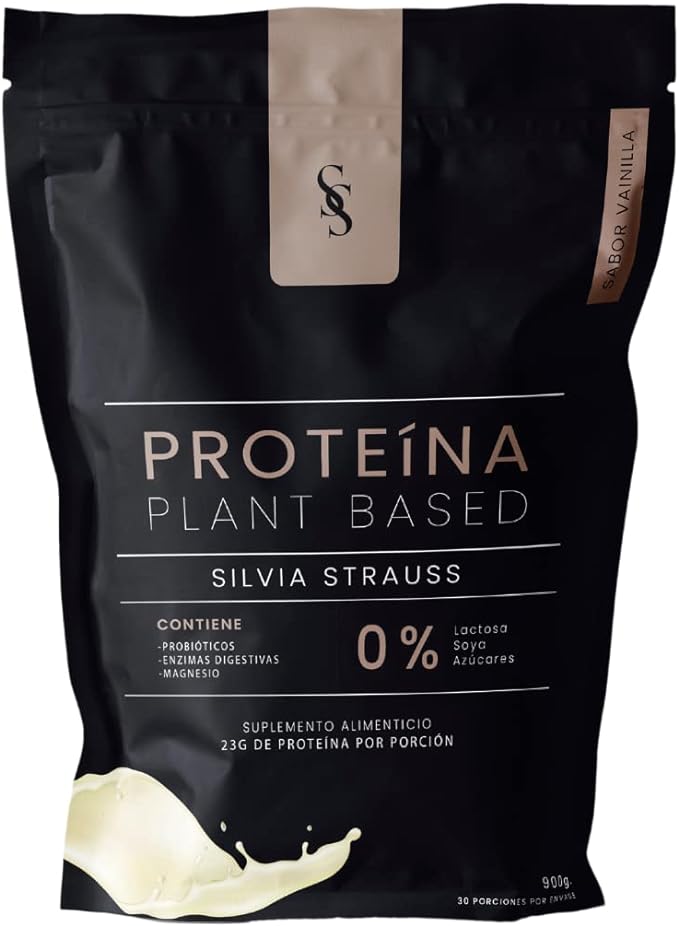 SS
SABOR VAINILLA
PROTEÍNA
PLANT BASED
SILVIA STRAUSS
CONTIENE
-PROBIÓTICOS
-ENZIMAS DIGESTIVAS
-MAGNESIO
0 %
Lactosa
Soya
Azúcares
SUPLEMENTO ALIMENTICIO
23G DE PROTEÍNA POR PORCIÓN
900g.
30 PORCIONES POR ENVASE